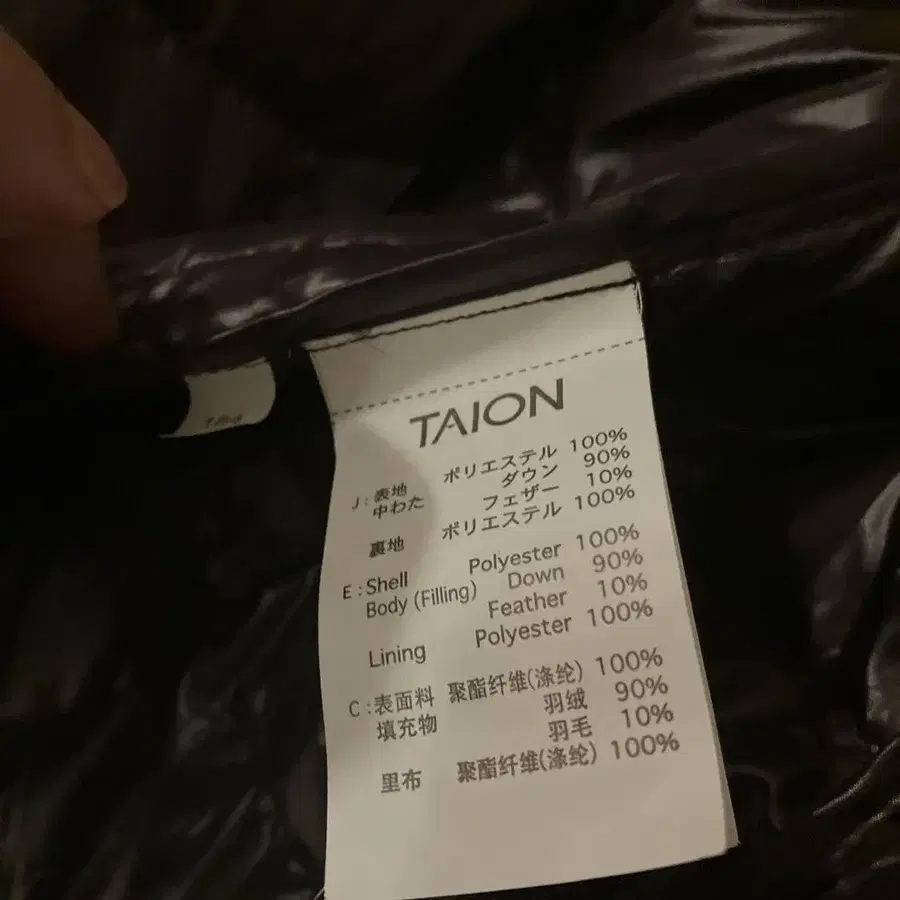 TAION
J：表地 ポリエステル 100%
中わた ダウン 90%
フェザー 10%
裏地 ポリエステル 100%
E：Shell Polyester 100%
Body (Filling) Down 90%
Feather 10%
Lining Polyester 100%
C：表面料 聚酯纤维(涤纶) 100%
填充物 羽绒 90%
羽毛 10%
里布 聚酯纤维(涤纶) 100%